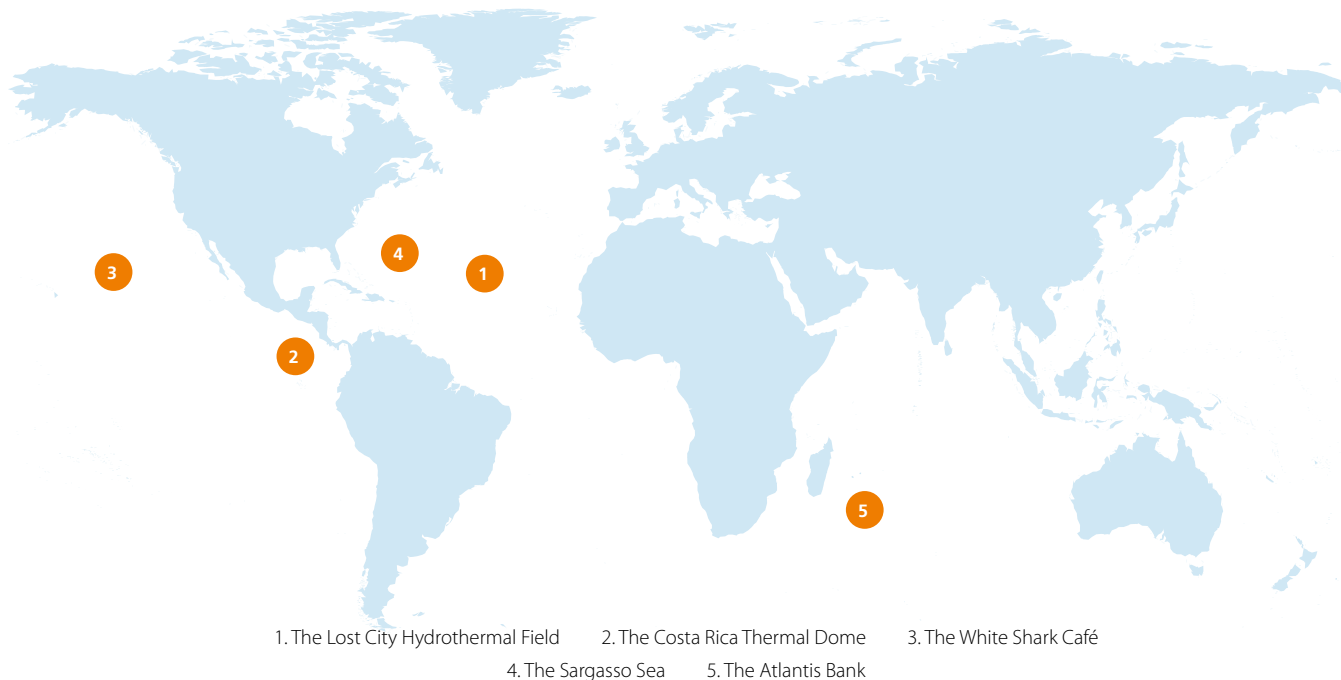 4
3
1
2
5
1. The Lost City Hydrothermal Field 2. The Costa Rica Thermal Dome 3. The White Shark Café
4. The Sargasso Sea 5. The Atlantis Bank